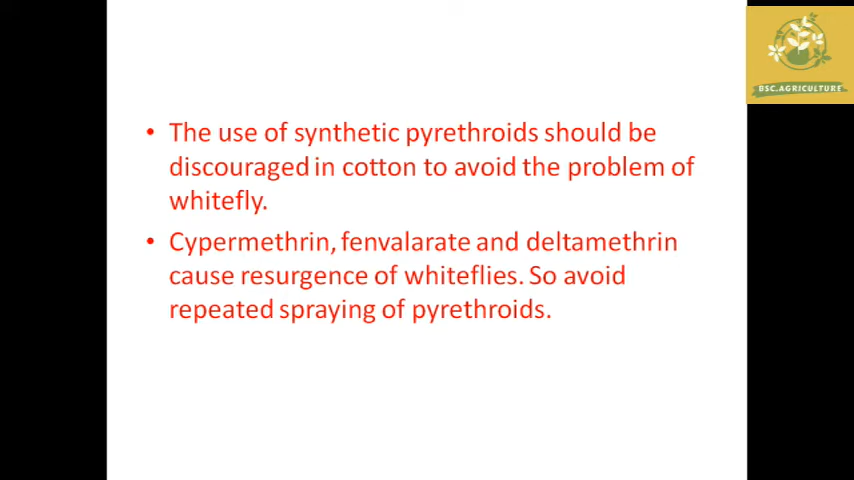 BSC.AGRICULTURE
• The use of synthetic pyrethroids should be
discouraged in cotton to avoid the problem of
whitefly.
• Cypermethrin, fenvalarate and deltamethrin
cause resurgence of whiteflies. So avoid
repeated spraying of pyrethroids.